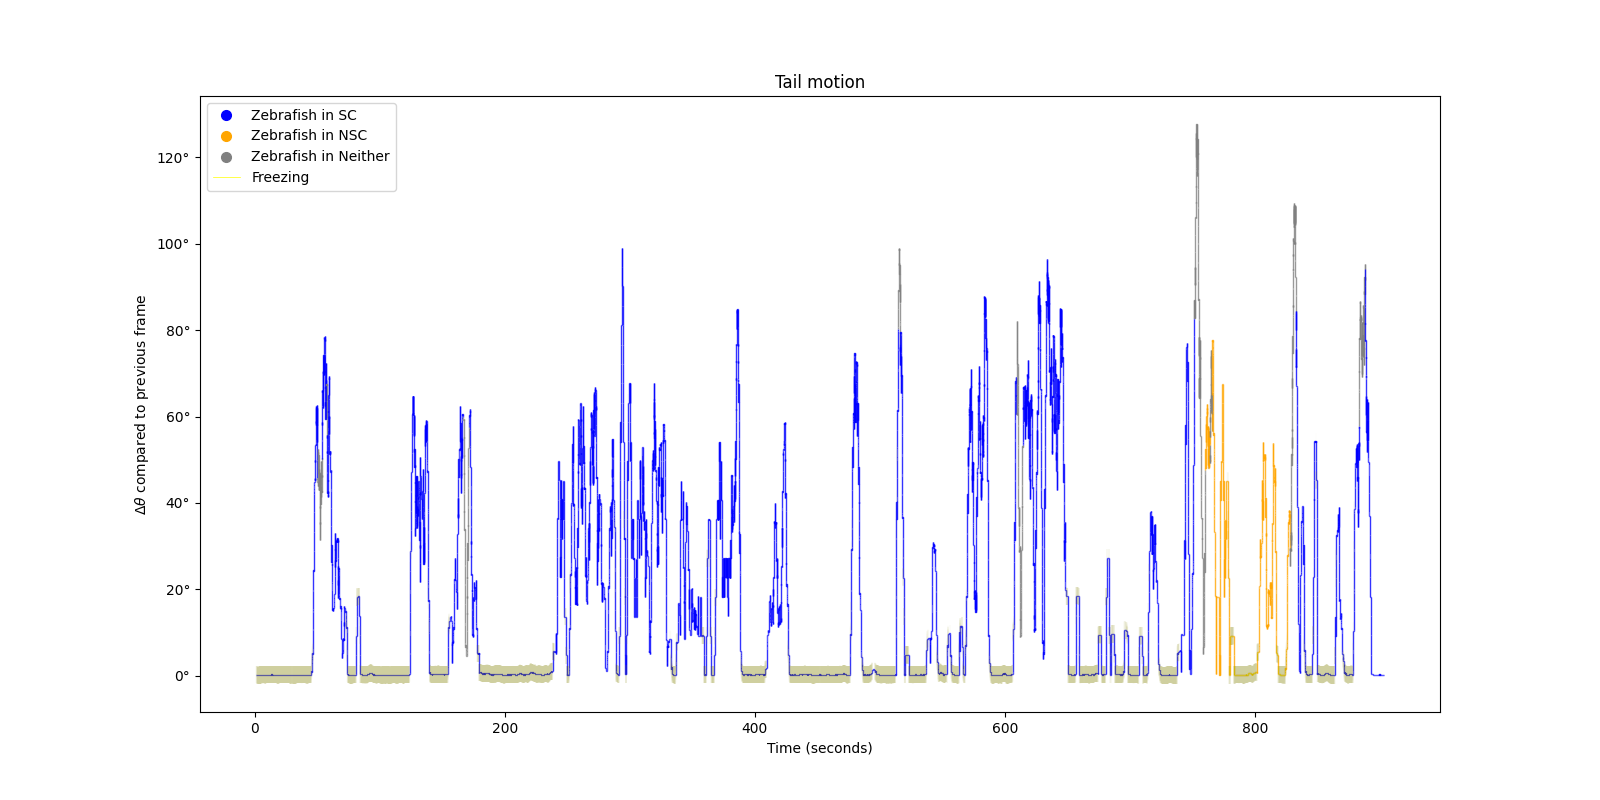 Tail motion
Zebrafish in SC
Zebrafish in NSC
Zebrafish in Neither
Freezing
120°
100°
80°
60°
40°
20°
0°
Δθ compared to previous frame
0 200 400 600 800
Time (seconds)